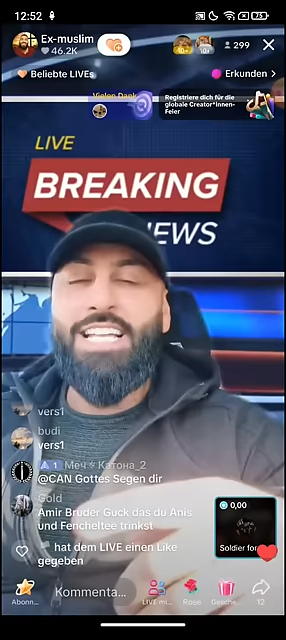 12:52
75
Ex-muslim
46.2K
299
Beliebte LIVEs
Erkunden
Vielen Dank
Registriere dich für die
globale Creator*innen-
Feier
LIVE
BREAKING
NEWS
vers1
budi
vers1
1 Меч Катона_2
@CAN Gottes Segen dir
Gold
Amir Bruder Guck das du Anis
und Fencheltee trinkst
hat dem LIVE einen Like
gegeben
0,00
Soldier for
Abonn...
Kommenta...
LIVE mi...
Rose
Gesche...
12